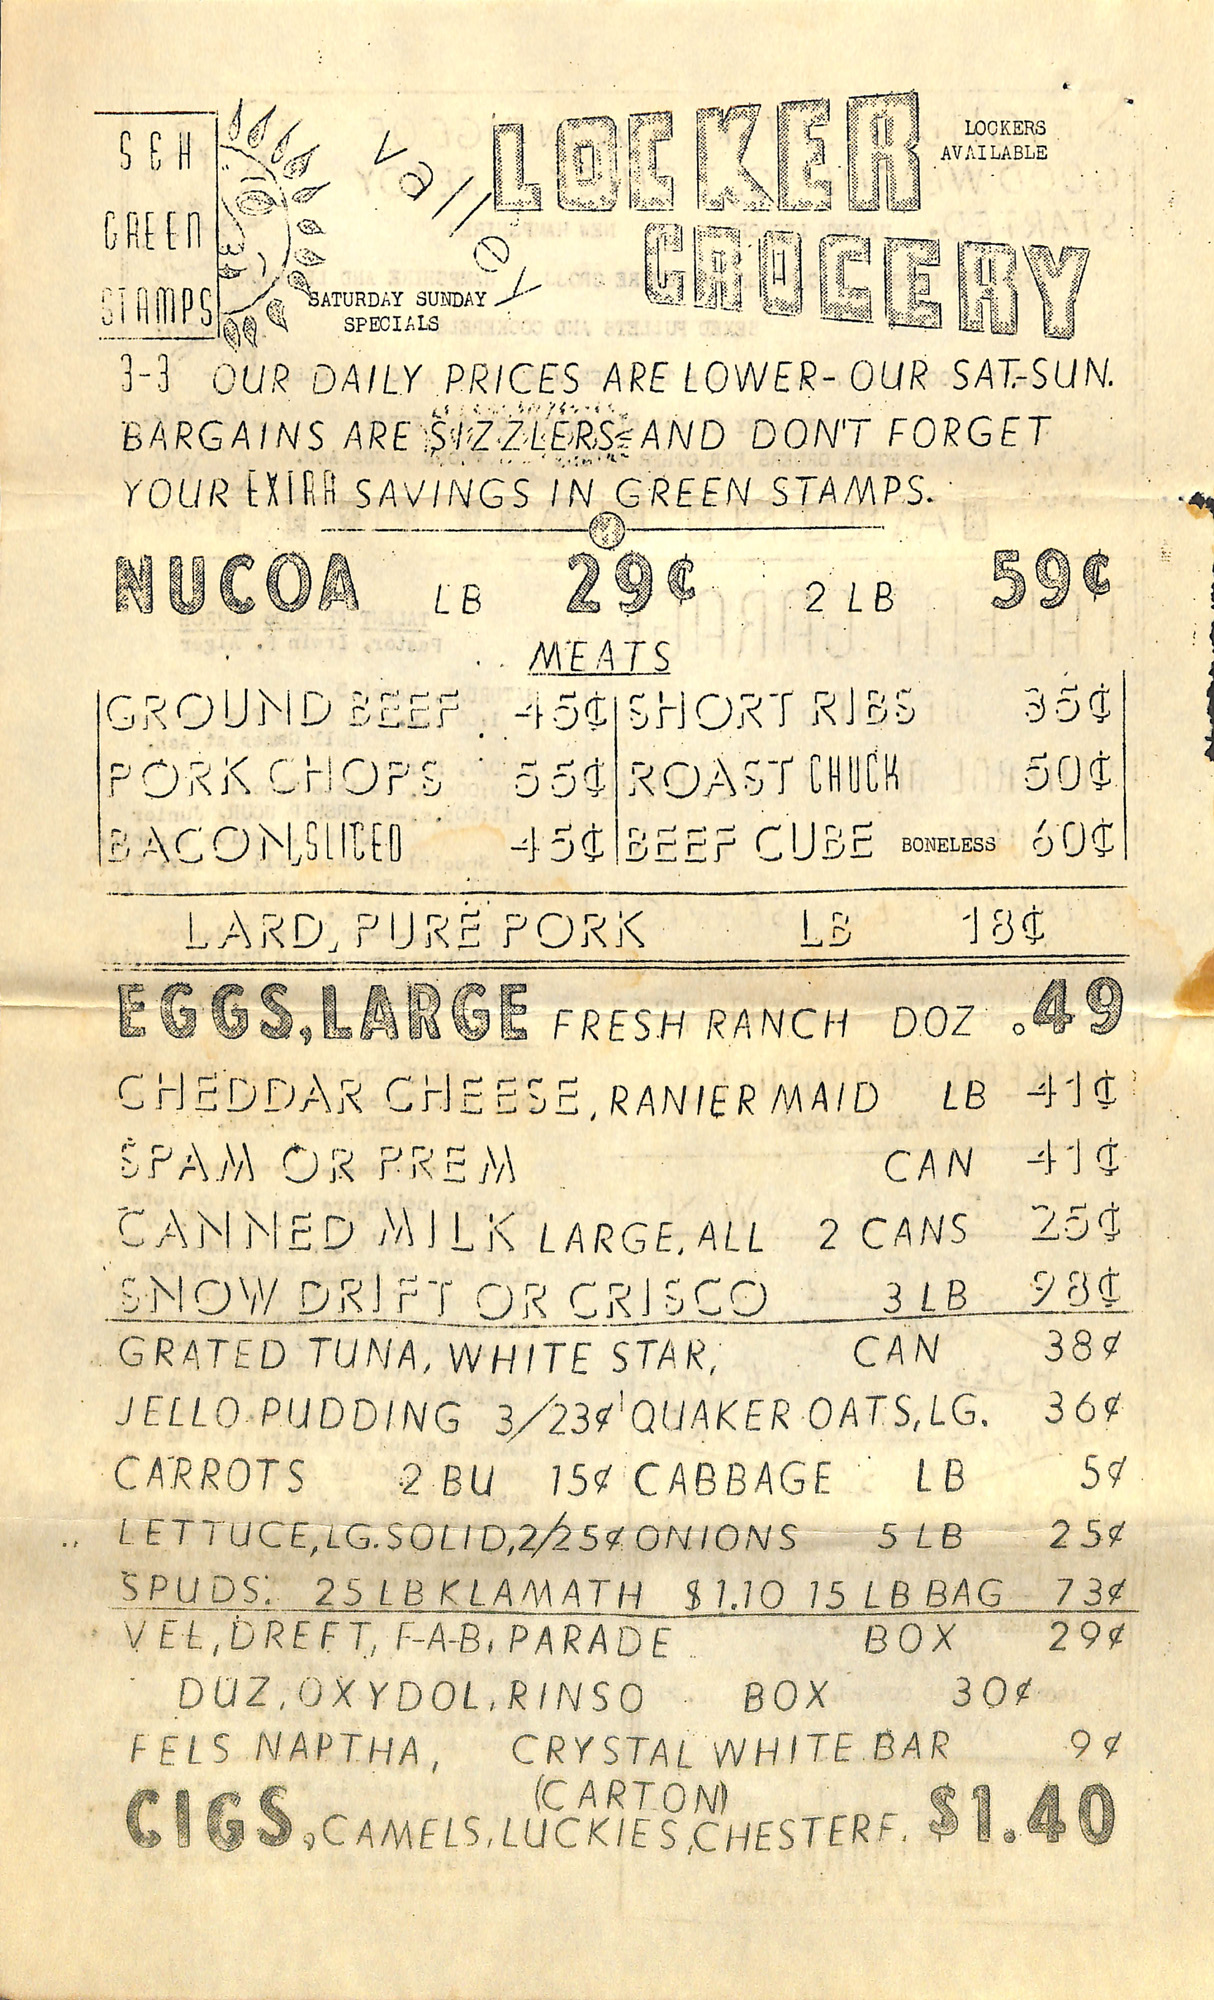 S&H
GREEN
STAMPS
Valley
LOCKER
GROCERY
LOCKERS
AVAILABLE
SATURDAY SUNDAY
SPECIALS
3-3 OUR DAILY PRICES ARE LOWER- OUR SAT.-SUN.
BARGAINS ARE SIZZLERS AND DON'T FORGET
YOUR EXTRA SAVINGS IN GREEN STAMPS.
NUCOA LB 29¢ 2 LB 59¢
MEATS
GROUND BEEF 45¢ SHORT RIBS 35¢
PORK CHOPS 55¢ ROAST CHUCK 50¢
BACON, SLICED 45¢ BEEF CUBE BONELESS 60¢
LARD, PURE PORK LB 18¢
EGGS, LARGE FRESH RANCH DOZ .49
CHEDDAR CHEESE, RANIER MAID LB 41¢
SPAM OR PREM CAN 41¢
CANNED MILK LARGE, ALL 2 CANS 25¢
SNOW DRIFT OR CRISCO 3 LB 98¢
GRATED TUNA, WHITE STAR, CAN 38¢
JELLO PUDDING 3/23¢ QUAKER OATS, LG. 36¢
CARROTS 2 BU 15¢ CABBAGE LB 5¢
LETTUCE, LG. SOLID, 2/25¢ ONIONS 5 LB 25¢
SPUDS: 25 LB KLAMATH $1.10 15 LB BAG 73¢
VEL, DREFT, F-A-B, PARADE BOX 29¢
DUZ, OXYDOL, RINSO BOX 30¢
FELS NAPTHA, CRYSTAL WHITE BAR 9¢
(CARTON)
CIGS, CAMELS, LUCKIES, CHESTERF. $1.40